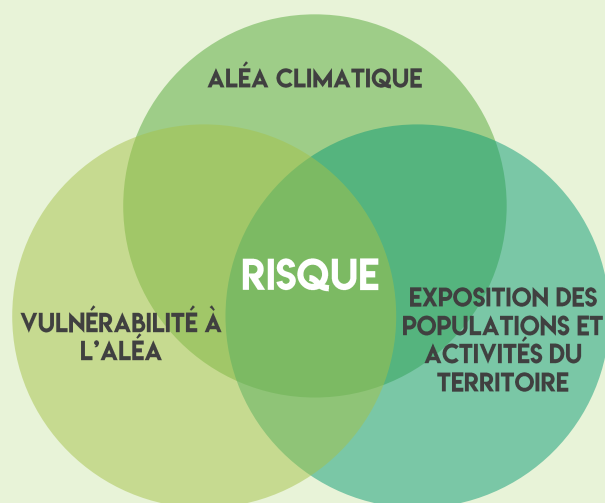 ALÉA CLIMATIQUE
RISQUE
VULNÉRABILITÉ À
L'ALÉA
EXPOSITION DES
POPULATIONS ET
ACTIVITÉS DU
TERRITOIRE